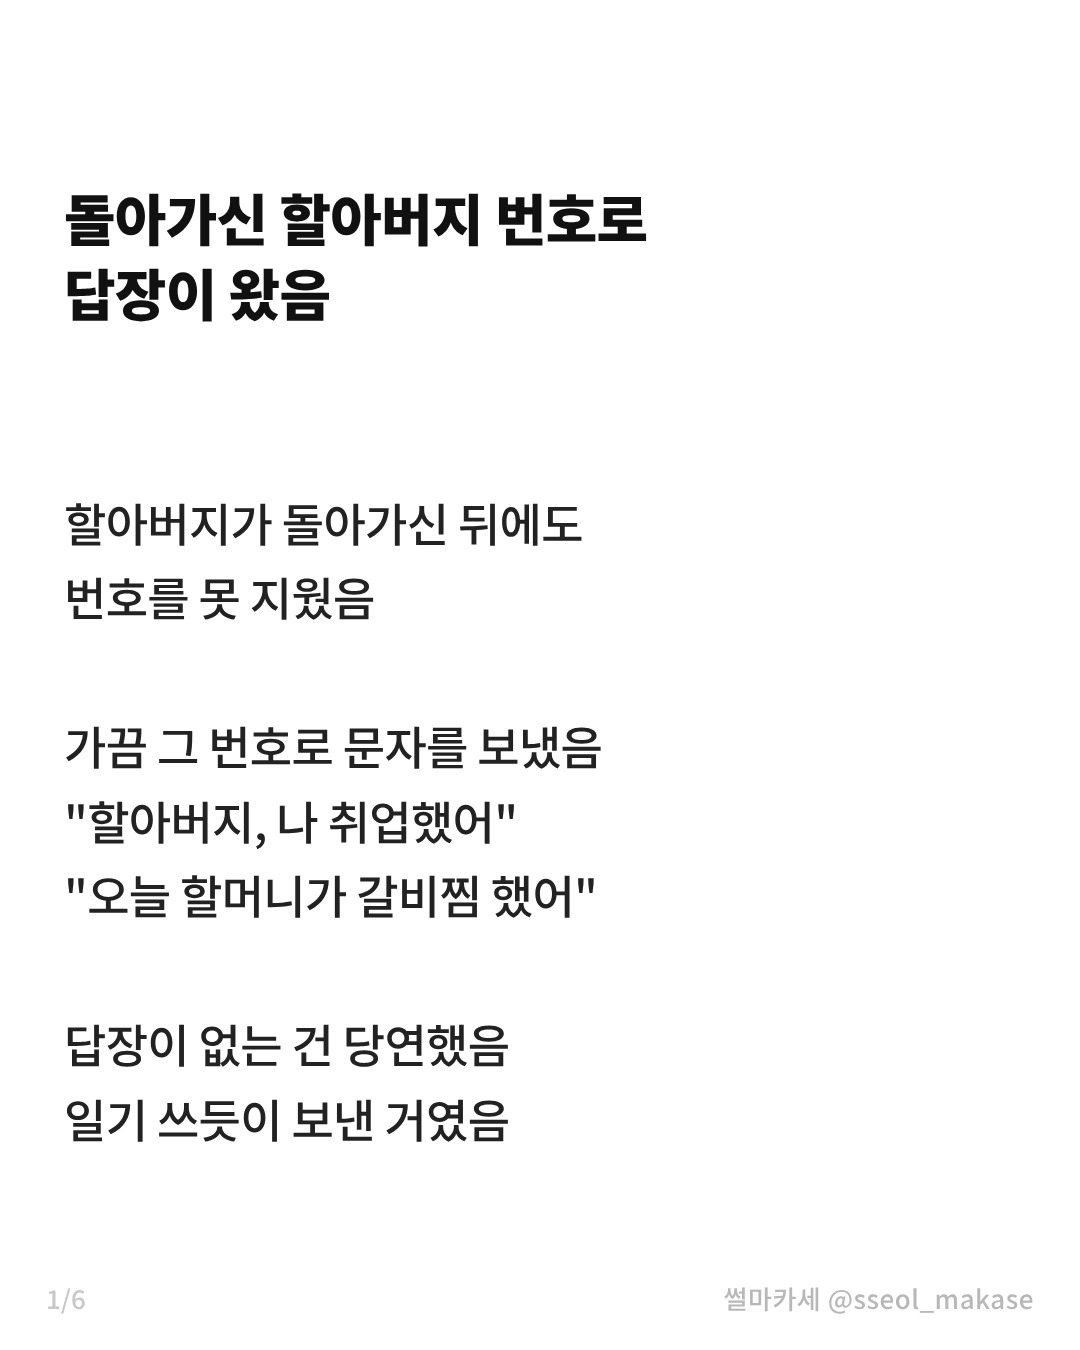 돌아가신 할아버지 번호로
답장이 왔음
할아버지가 돌아가신 뒤에도
번호를 못 지웠음
가끔 그 번호로 문자를 보냈음
"할아버지, 나 취업했어"
"오늘 할머니가 갈비찜 했어"
답장이 없는 건 당연했음
일기 쓰듯이 보낸 거였음
1/6
썰마카세 @sseol_makase